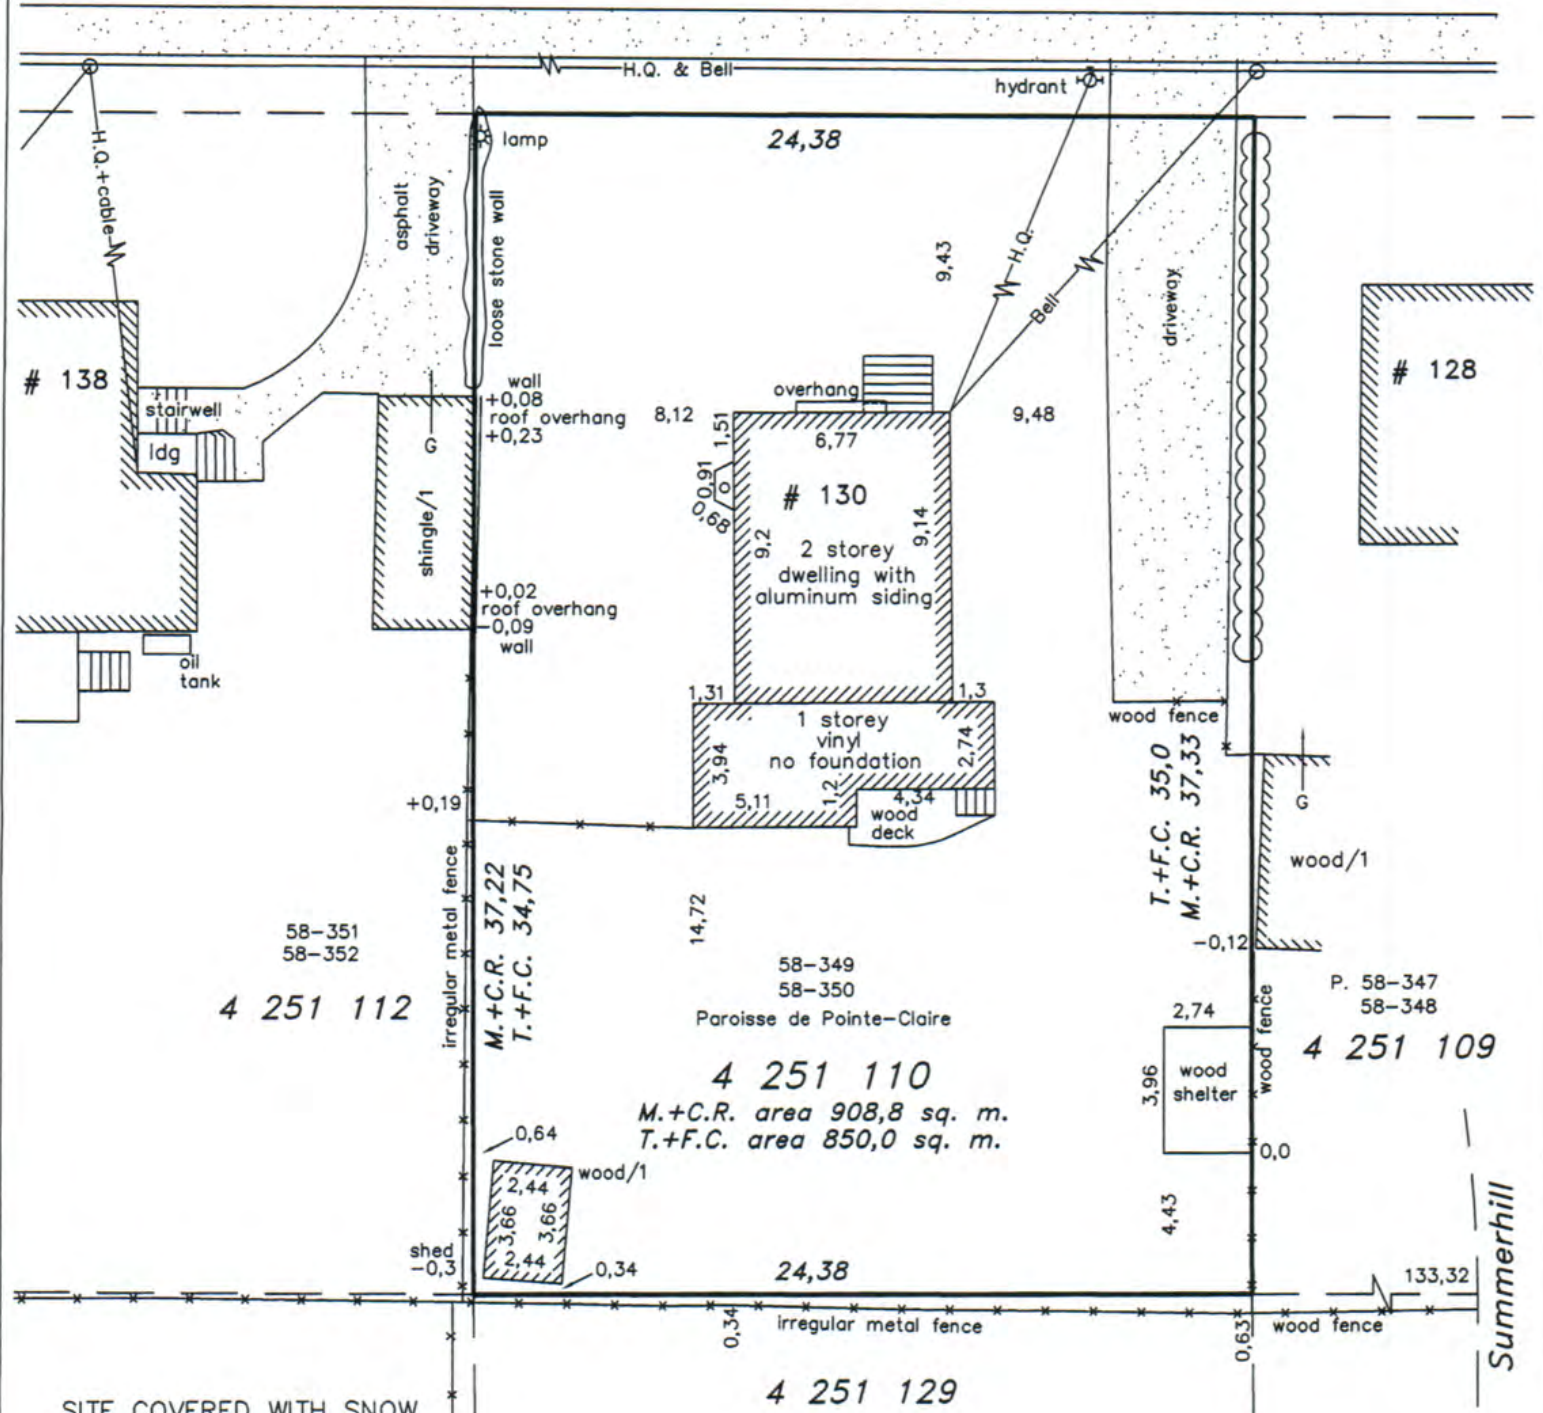 H.Q. & Bell
hydrant
lamp
24,38
H.Q.+cable
asphalt
driveway
loose stone wall
9,43
H.Q.
Bell
driveway
# 138
stairwell
ldg
G
shingle/1
oil
tank
wall
+0,08
roof overhang
+0,23
8,12
overhang
1,51
6,77
9,48
0,91
0,68
# 130
9,2
9,14
2 storey
dwelling with
aluminum siding
# 128
+0,02
roof overhang
-0,09
wall
1,31
1,3
1 storey
vinyl
no foundation
3,94
2,74
5,11
1,2
4,34
wood
deck
wood fence
T.+F.C. 35,0
M.+C.R. 37,33
G
wood/1
-0,12
+0,19
irregular metal fence
M.+C.R. 37,22
T.+F.C. 34,75
14,72
58-351
58-352
4 251 112
58-349
58-350
Paroisse de Pointe-Claire
4 251 110
M.+C.R. area 908,8 sq. m.
T.+F.C. area 850,0 sq. m.
P. 58-347
58-348
4 251 109
2,74
3,96
wood
shelter
wood fence
0,0
4,43
0,64
wood/1
2,44
3,66
3,66
2,44
shed
-0,3
0,34
24,38
133,32
Summerhill
0,34
irregular metal fence
0,63
wood fence
4 251 129
SITE COVERED WITH SNOW